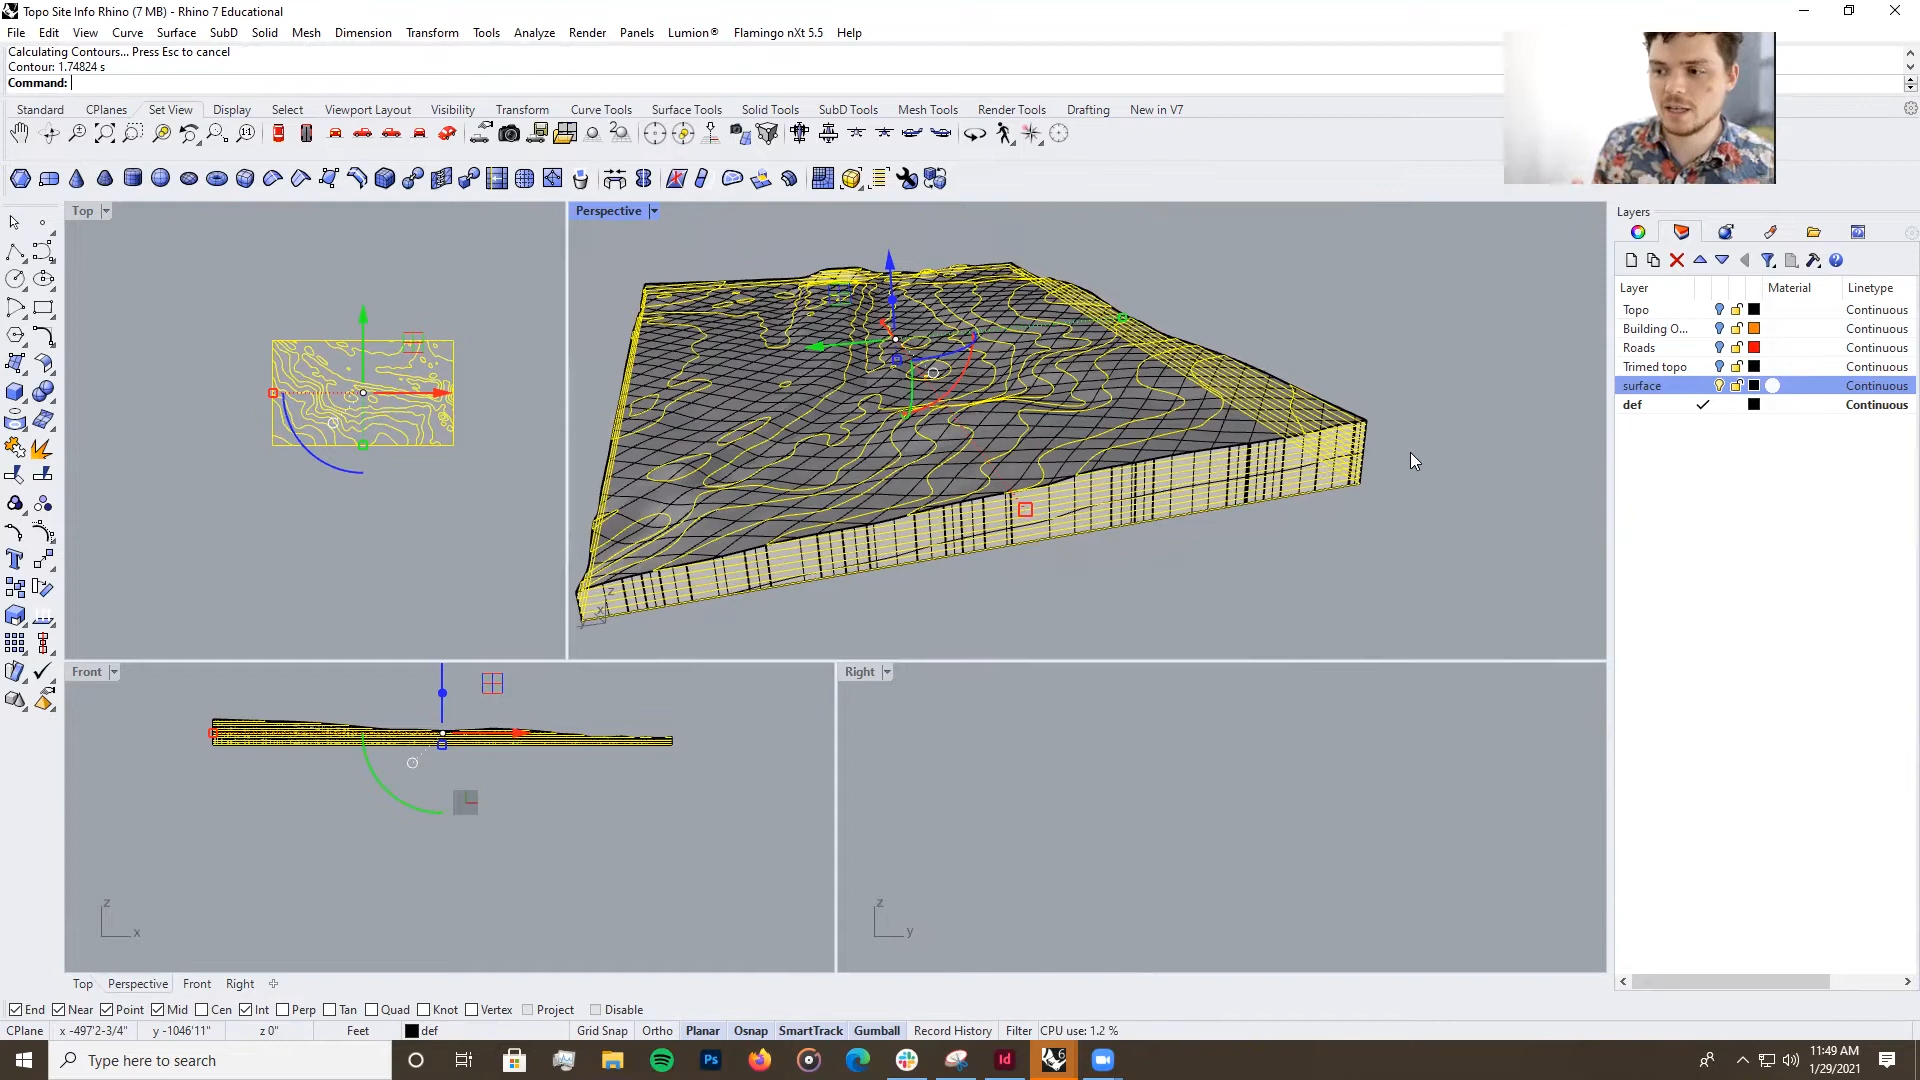 Topo Site Info Rhino (7 MB) - Rhino 7 Educational
File Edit View Curve Surface SubD Solid Mesh Dimension Transform Tools Analyze Render Panels Lumion® Flamingo nXt 5.5 Help
Calculating Contours... Press Esc to cancel
Contour: 1.74824 s
Command:
Standard CPlanes Set View Display Select Viewport Layout Visibility Transform Curve Tools Surface Tools Solid Tools SubD Tools Mesh Tools Render Tools Drafting New in V7
Top
Perspective
Layers
Layer Material Linetype
Topo Continuous
Building O... Continuous
Roads Continuous
Trimed topo Continuous
surface Continuous
def Continuous
z
x
y
Front
Right
z
x
z
y
Top Perspective Front Right
End Near Point Mid Cen Int Perp Tan Quad Knot Vertex Project Disable
CPlane x -497'2-3/4" y -1046'11" z 0" Feet def Grid Snap Ortho Planar Osnap SmartTrack Gumball Record History Filter CPU use: 1.2 %
Type here to search
Ps
Id
6
11:49 AM
1/29/2021